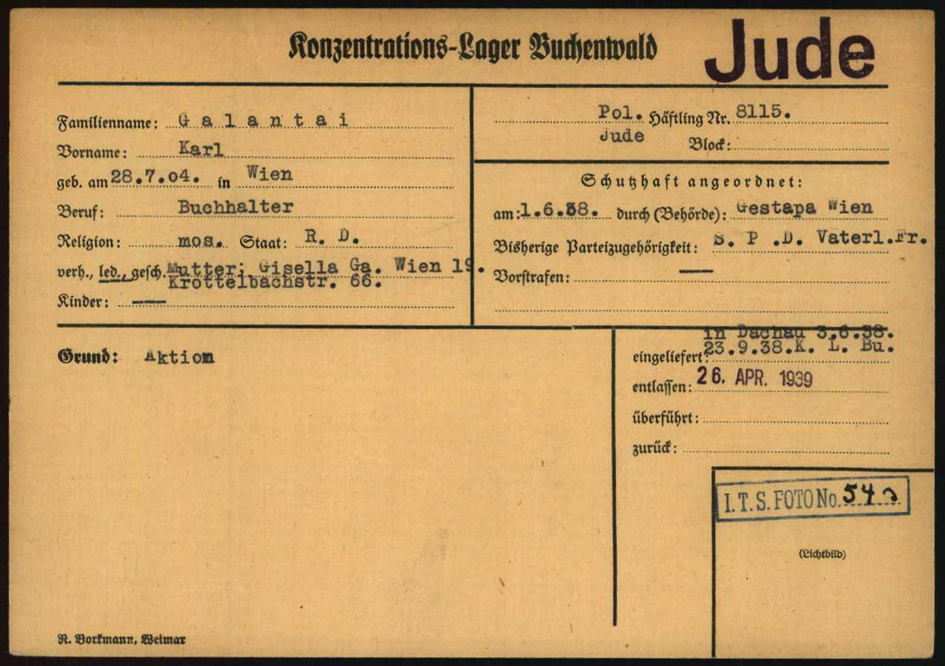 Konzentrations-Lager Buchenwald
Jude
Familienname: Galantai
Vorname: Karl
geb. am 28.7.04. in Wien
Beruf: Buchhalter
Religion: mos. Staat: R. D.
verh., led., gesch. Mutter: Gisella Ga. Wien 19.
Krottelbachstr. 66.
Kinder: —
Pol. Häftling Nr. 8115.
Jude Block:
Schutzhaft angeordnet:
am: 1.6.38. durch (Behörde): Gestapa Wien
Bisherige Parteizugehörigkeit: S. P .D. Vaterl.Fr.
Vorstrafen: —
Grund: Aktion
in Dachau 3.6.38.
eingeliefert: 23.9.38.K. L. Bu.
entlassen: 26. APR. 1939
überführt:
zurück:
I.T.S. FOTO No.
(Lichtbild)
R. Borkmann, Weimar